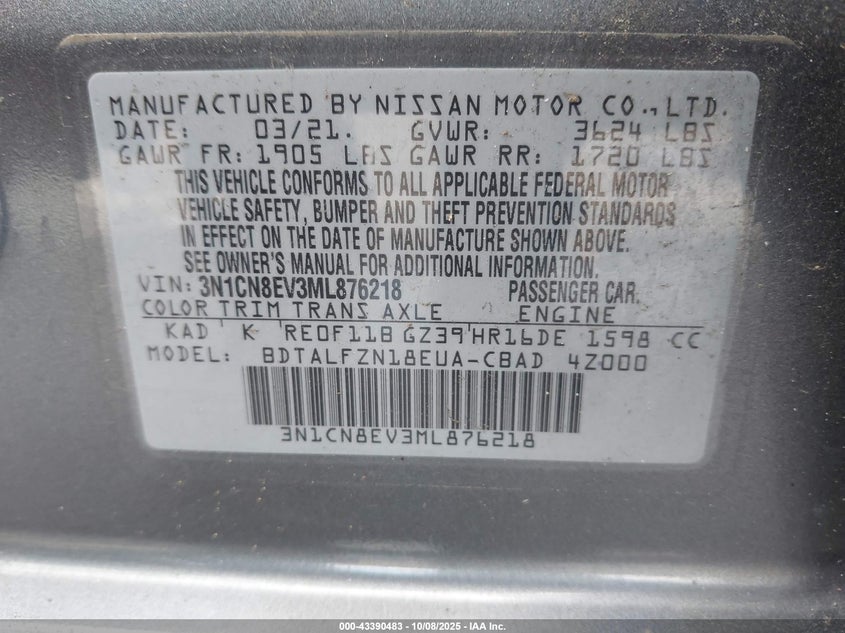 MANUFACTURED BY NISSAN MOTOR CO., LTD.
DATE: 03/21. GVWR: 3624 LBS
GAWR FR: 1905 LBS GAWR RR: 1720 LBS
THIS VEHICLE CONFORMS TO ALL APPLICABLE FEDERAL MOTOR
VEHICLE SAFETY, BUMPER AND THEFT PREVENTION STANDARDS
IN EFFECT ON THE DATE OF MANUFACTURE SHOWN ABOVE.
SEE OWNER'S MANUAL FOR ADDITIONAL INFORMATION.
VIN: 3N1CN8EV3ML876218 PASSENGER CAR.
COLOR TRIM TRANS AXLE ENGINE
KAD K RE0F11B GZ39 HR16DE 1598 CC
MODEL: BDTALFZN18EUA-CBAD 4Z000
3N1CN8EV3ML876218
000-43390483 - 10/08/2025 - IAA Inc.